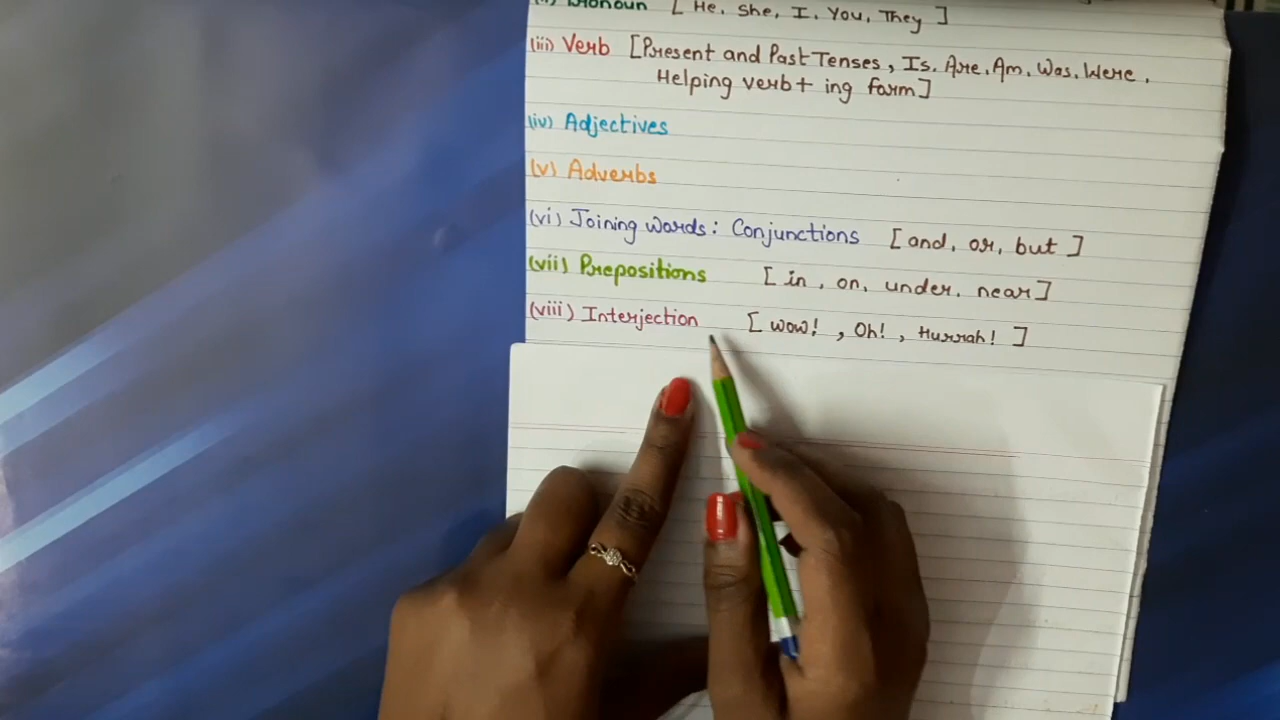 [ He, She, I, You, They ]
(iii) Verb [Present and Past Tenses, Is, Are, Am, Was, Were,
Helping verb+ ing form]
(iv) Adjectives
(v) Adverbs
(vi) Joining words: Conjunctions [and, or, but ]
(vii) Prepositions [ in, on, under, near]
(viii) Interjection [ Wow! , Oh! , Hurrah! ]